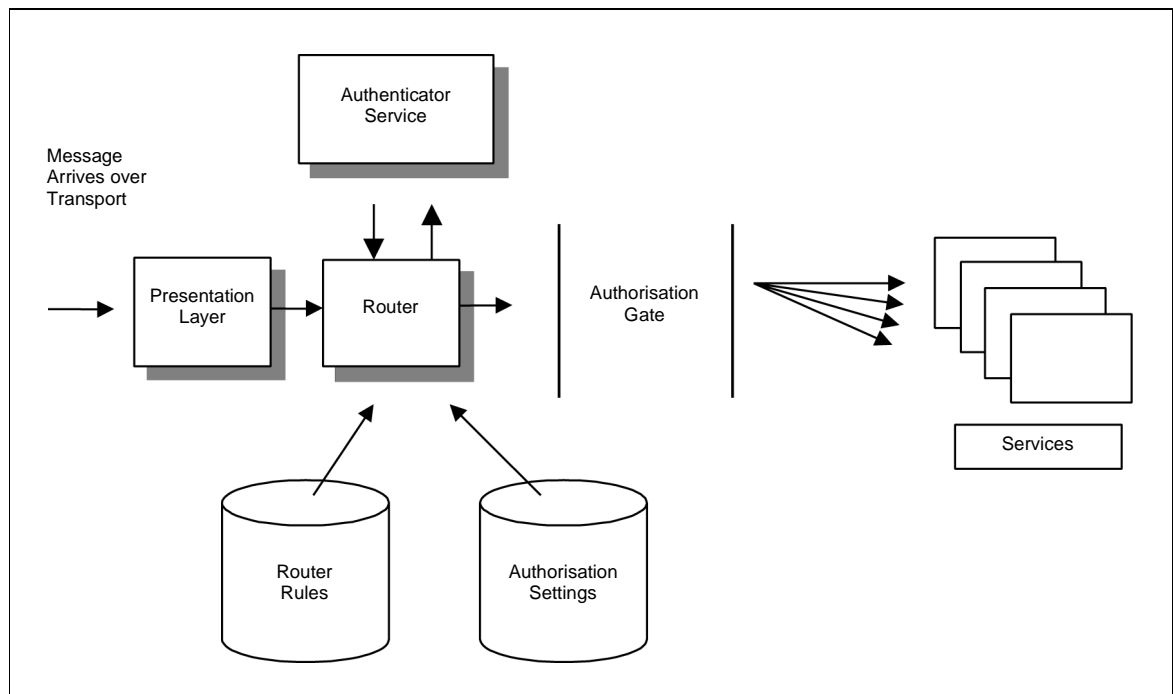 Authenticator
Service
Message
Arrives over
Transport
Presentation
Layer
Router
Authorisation
Gate
Services
Router
Rules
Authorisation
Settings